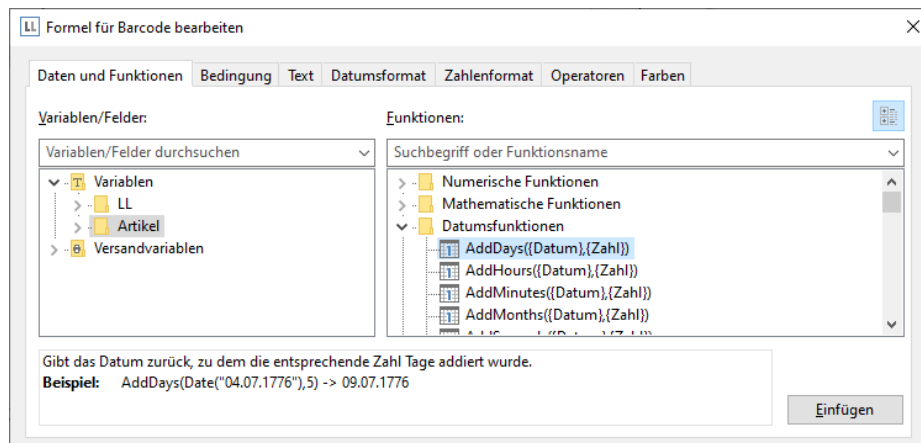 LL Formel für Barcode bearbeiten
Daten und Funktionen Bedingung Text Datumsformat Zahlenformat Operatoren Farben
Variablen/Felder:
Funktionen:
Variablen/Felder durchsuchen
Suchbegriff oder Funktionsname
Variablen
LL
Artikel
Versandvariablen
Numerische Funktionen
Mathematische Funktionen
Datumsfunktionen
AddDays({Datum},{Zahl})
AddHours({Datum},{Zahl})
AddMinutes({Datum},{Zahl})
AddMonths({Datum},{Zahl})
Gibt das Datum zurück, zu dem die entsprechende Zahl Tage addiert wurde.
Beispiel: AddDays(Date("04.07.1776"),5) -> 09.07.1776
Einfügen